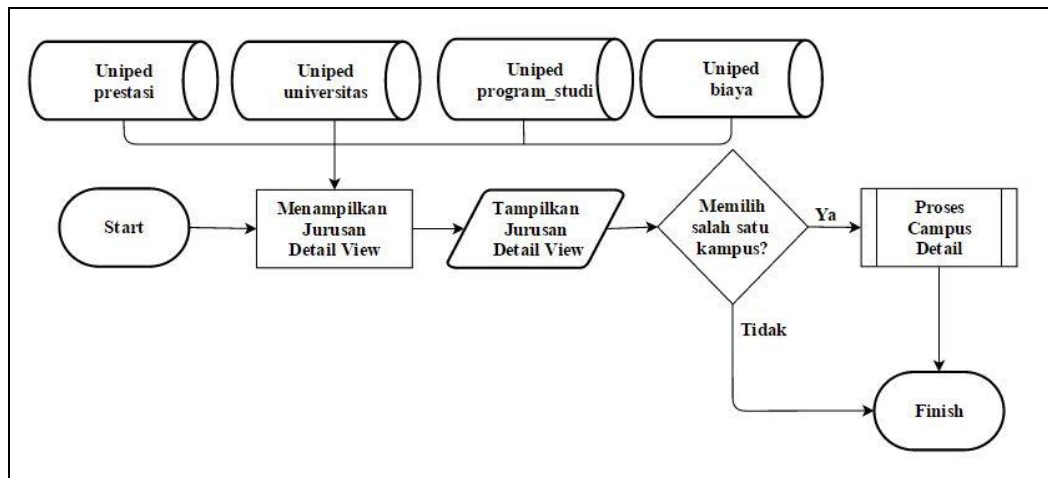 Uniped
prestasi
Uniped
universitas
Uniped
program_studi
Uniped
biaya
Start
Menampilkan
Jurusan
Detail View
Tampilkan
Jurusan
Detail View
Memilih
salah satu
kampus?
Ya
Proses
Campus
Detail
Tidak
Finish